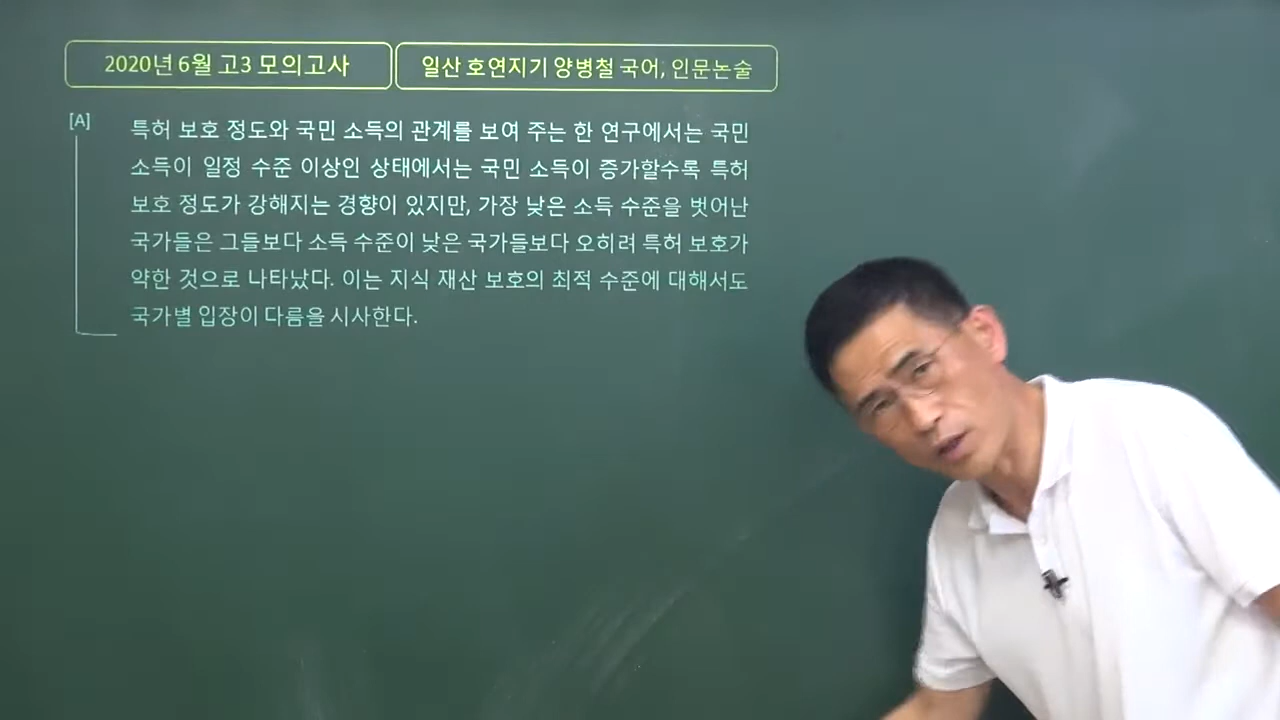 2020년 6월 고3 모의고사
일산 호연지기 양병철 국어, 인문논술
[A]
특허 보호 정도와 국민 소득의 관계를 보여 주는 한 연구에서는 국민
소득이 일정 수준 이상인 상태에서는 국민 소득이 증가할수록 특허
보호 정도가 강해지는 경향이 있지만, 가장 낮은 소득 수준을 벗어난
국가들은 그들보다 소득 수준이 낮은 국가들보다 오히려 특허 보호가
약한 것으로 나타났다. 이는 지식 재산 보호의 최적 수준에 대해서도
국가별 입장이 다름을 시사한다.